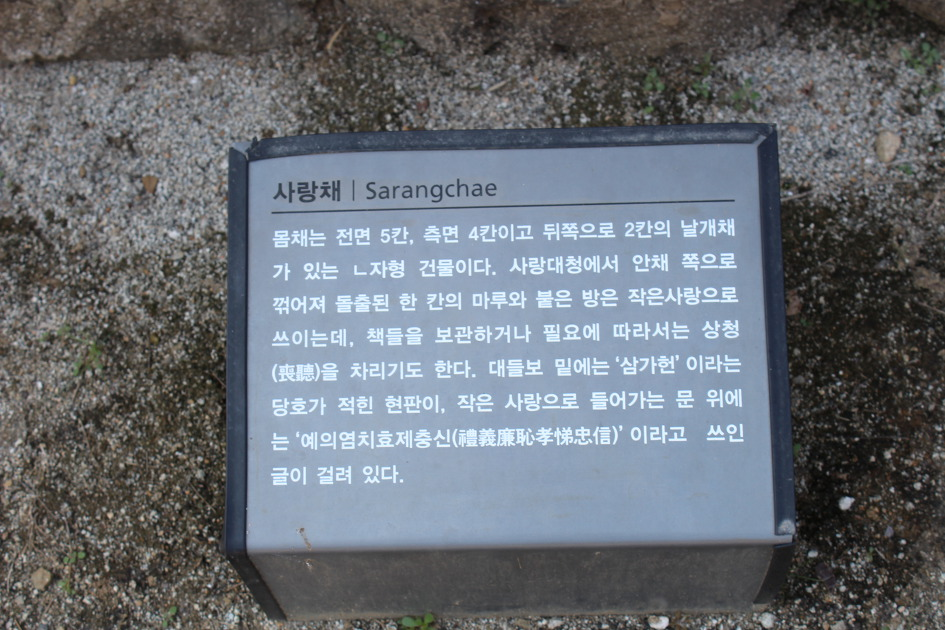 사랑채 | Sarangchae
몸채는 전면 5칸, 측면 4칸이고 뒤쪽으로 2칸의 날개채
가 있는 ㄴ자형 건물이다. 사랑대청에서 안채 쪽으로
꺾어져 돌출된 한 칸의 마루와 붙은 방은 작은사랑으로
쓰이는데, 책들을 보관하거나 필요에 따라서는 상청
(喪聽)을 차리기도 한다. 대들보 밑에는 ‘삼가헌’ 이라는
당호가 적힌 현판이, 작은 사랑으로 들어가는 문 위에
는 ‘예의염치효제충신(禮義廉恥孝悌忠信)’ 이라고 쓰인
글이 걸려 있다.